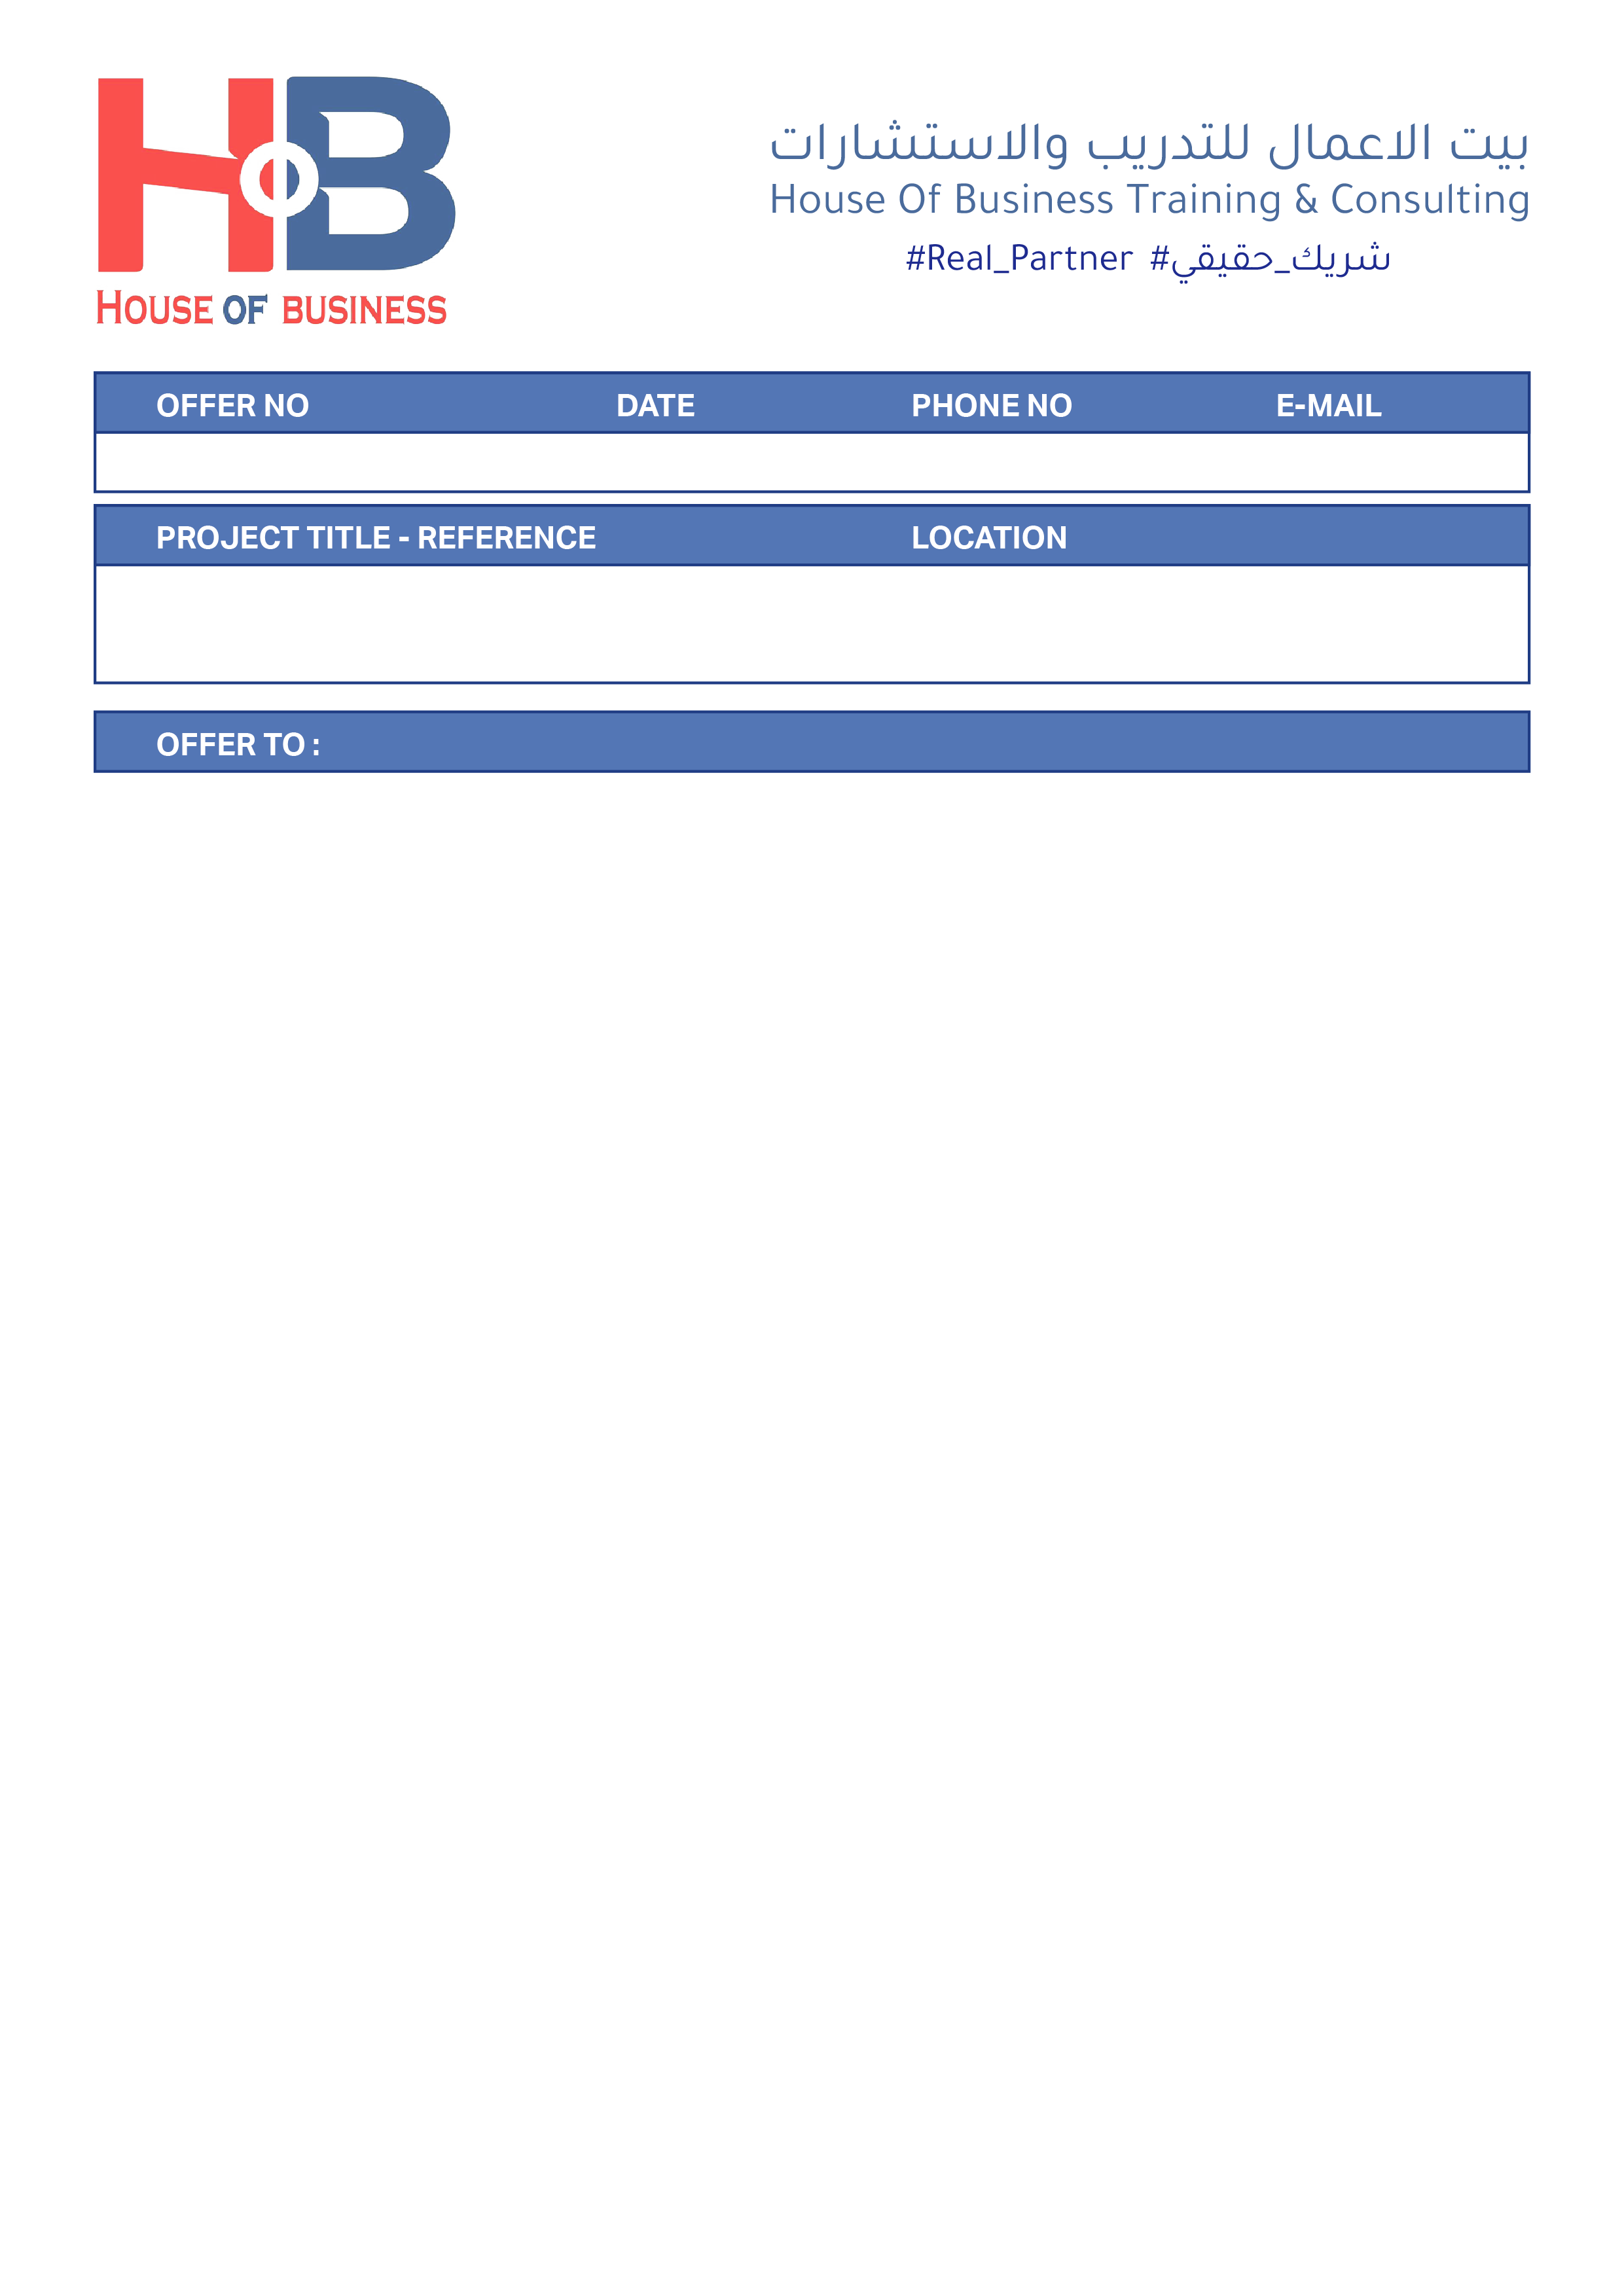 HB
HOUSE OF BUSINESS
بيت الاعمال للتدريب والاستشارات
House Of Business Training & Consulting
#Real_Partner #شريك_حقيقي
OFFER NO DATE PHONE NO E-MAIL
PROJECT TITLE - REFERENCE LOCATION
OFFER TO :